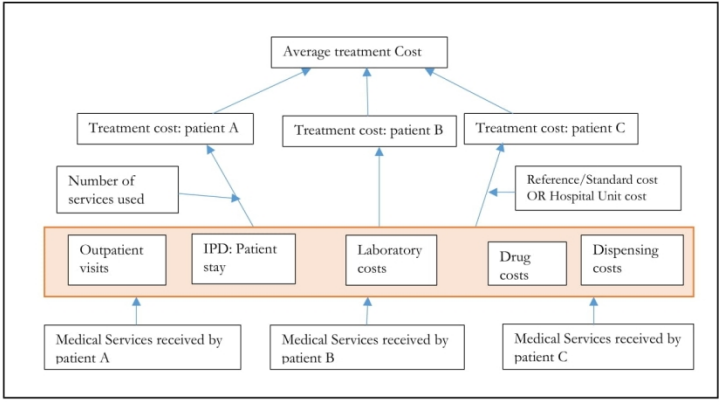 Average treatment Cost
Treatment cost: patient A
Treatment cost: patient B
Treatment cost: patient C
Number of
services used
Reference/Standard cost
OR Hospital Unit cost
Outpatient
visits
IPD: Patient
stay
Laboratory
costs
Drug
costs
Dispensing
costs
Medical Services received by
patient A
Medical Services received by
patient B
Medical Services received by
patient C